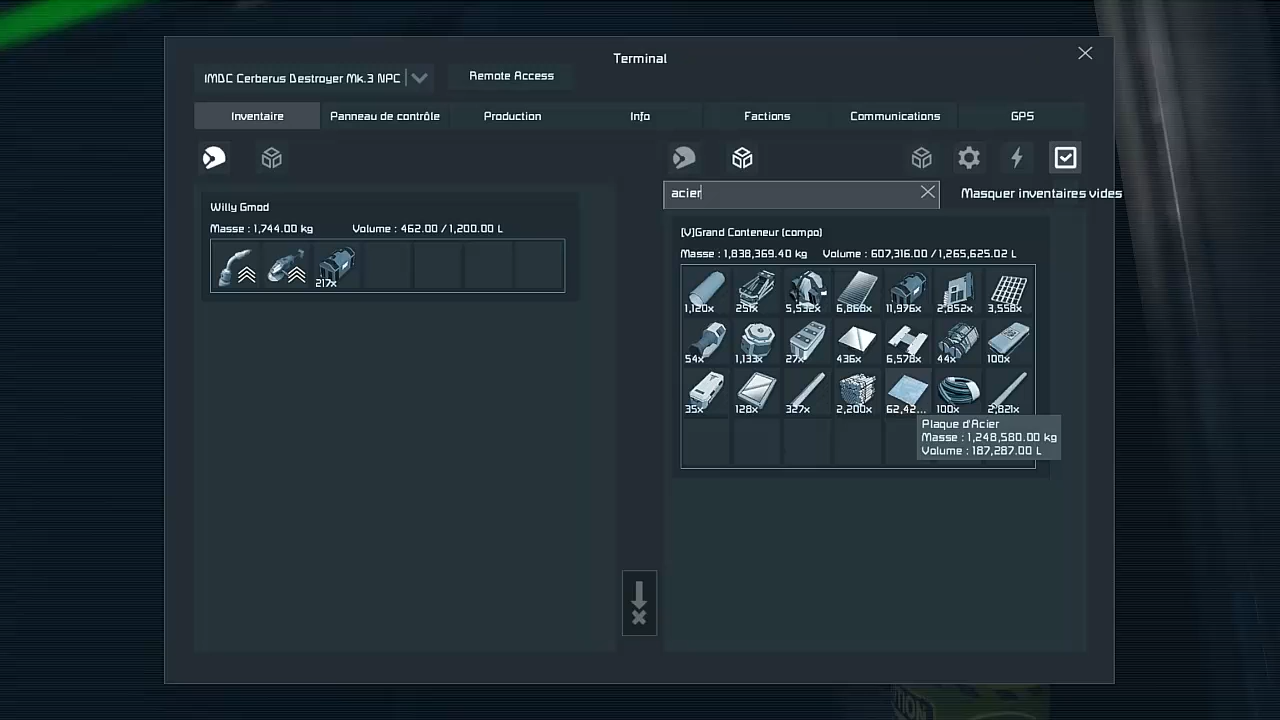 Terminal
IMDC Cerberus Destroyer Mk.3 NPC
Remote Access
Inventaire
Panneau de contrôle
Production
Info
Factions
Communications
GPS
acier
Masquer inventaires vides
Willy Gmod
Masse : 1,744.00 kg Volume : 462.00 / 1,200.00 L
217x
[V]Grand Conteneur (compo)
Masse : 1,838,369.40 kg Volume : 607,316.00 / 1,265,625.02 L
1,120x 251x 5,532x 6,868x 11,976x 2,852x 3,558x
54x 1,133x 27x 436x 6,578x 44x 100x
35x 128x 327x 2,200x 62,42... 100x 2,821x
Plaque d'Acier
Masse : 1,248,580.00 kg
Volume : 187,287.00 L